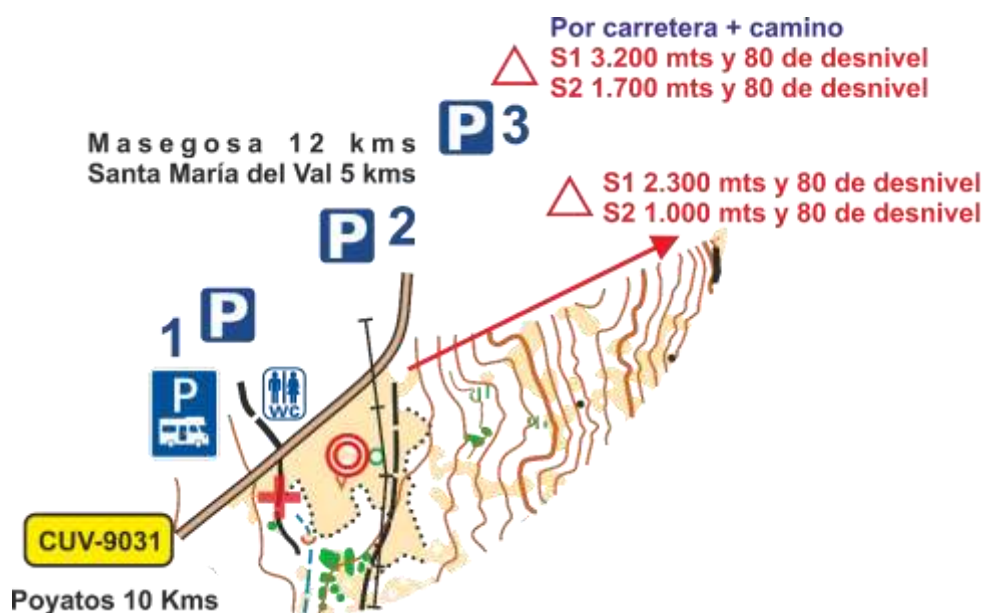 Por carretera + camino
S1 3.200 mts y 80 de desnivel
S2 1.700 mts y 80 de desnivel
P 3
Masegosa 12 kms
Santa María del Val 5 kms
S1 2.300 mts y 80 de desnivel
S2 1.000 mts y 80 de desnivel
P 2
P
1
P
WC
CUV-9031
Poyatos 10 Kms